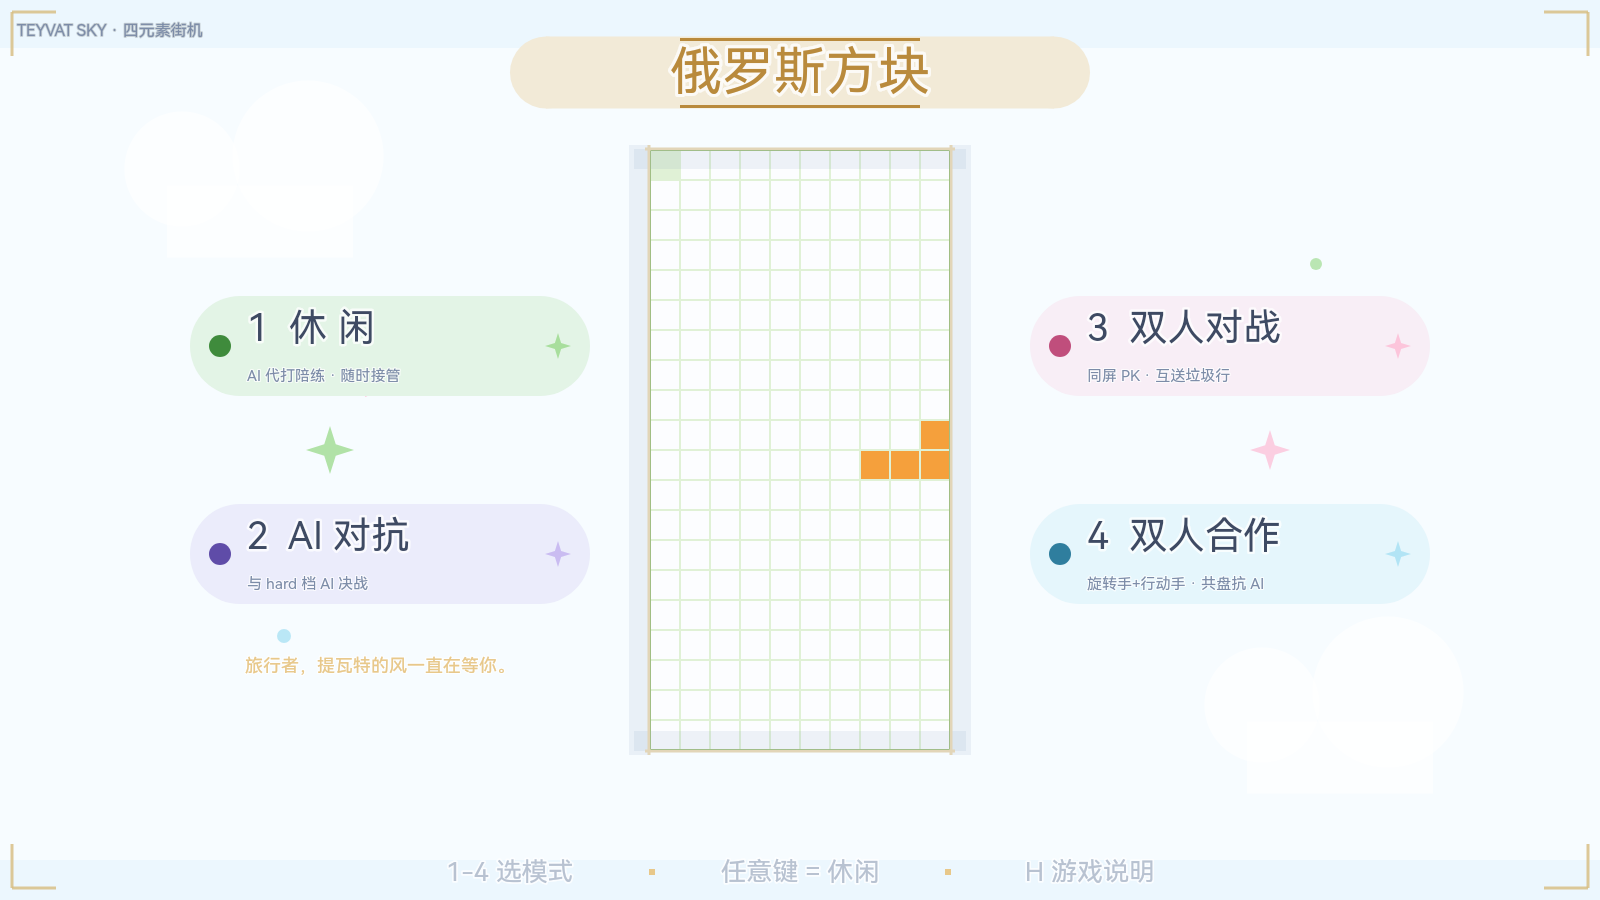 TEYVAT SKY · 四元素街机
俄罗斯方块
1 休 闲
AI 代打陪练 · 随时接管
2 AI 对抗
与 hard 档 AI 决战
旅行者，提瓦特的风一直在等你。
3 双人对战
同屏 PK · 互送垃圾行
4 双人合作
旋转手+行动手 · 共盘抗 AI
1-4 选模式 · 任意键 = 休闲 · H 游戏说明